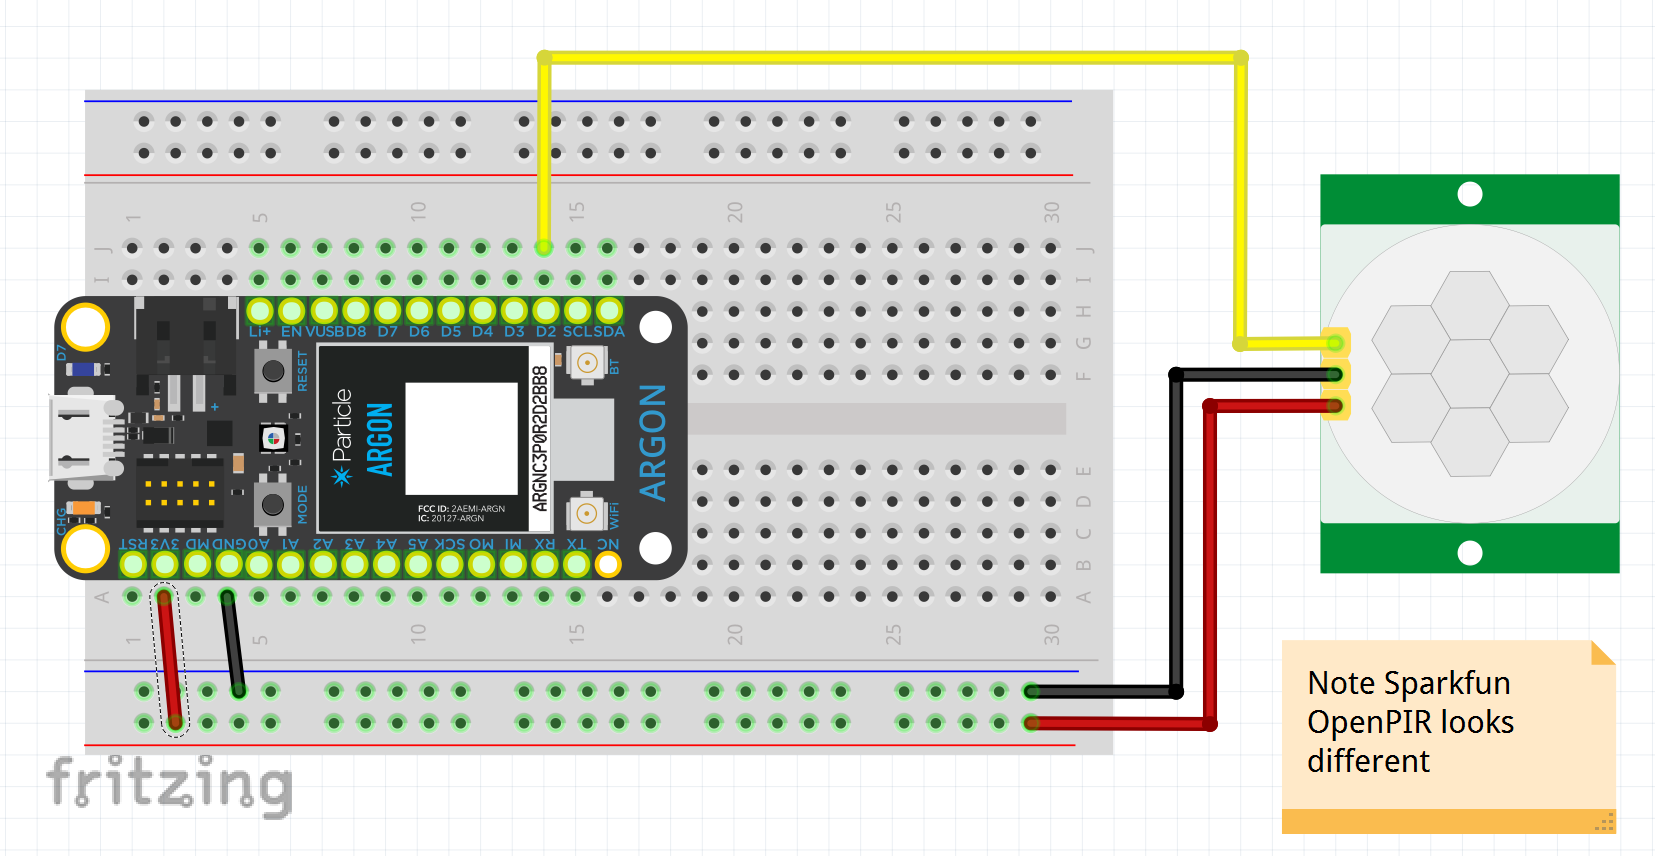 1 5 10 15 20 25 30
J J
I I
H
G
F
Li+ EN VUSB D8 D7 D6 D5 D4 D3 D2 SCL SDA
D7
RESET
BT
+
Particle
ARGON
ARGNC3P0R2D2BB8
ARGON
FCC ID: 2AEMI-ARGN
IC: 20127-ARGN
MODE
WiFi
CHG
RST 3V3 MD GND A0 A1 A2 A3 A4 A5 SCK MO MI RX TX NC
E
D
C
B
A A
1 5 10 15 20 25 30
fritzing
Note Sparkfun
OpenPIR looks
different